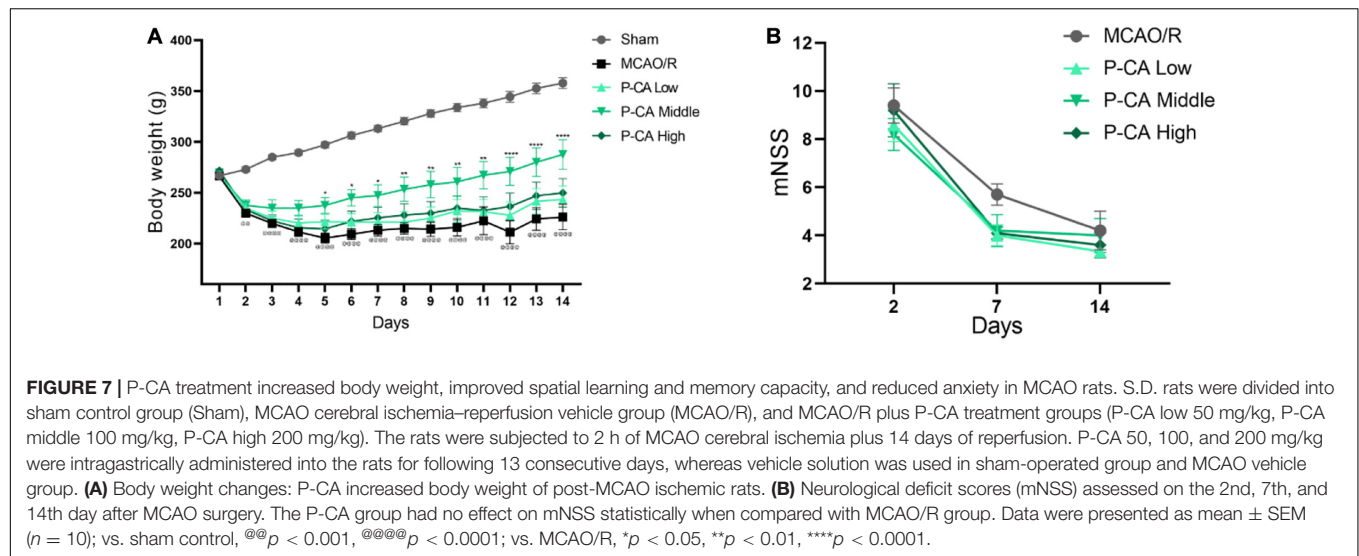 A
400
350
300
250
200
Body weight (g)
1 2 3 4 5 6 7 8 9 10 11 12 13 14
Days
Sham
MCAO/R
P-CA Low
P-CA Middle
P-CA High
* * * ** ** ** ** **** **** ****
@@ @@@@ @@@@ @@@@ @@@@ @@@@ @@@@ @@@@ @@@@ @@@@ @@@@ @@@@ @@@@
B
12
10
8
6
4
2
mNSS
2 7 14
Days
MCAO/R
P-CA Low
P-CA Middle
P-CA High
FIGURE 7 | P-CA treatment increased body weight, improved spatial learning and memory capacity, and reduced anxiety in MCAO rats. S.D. rats were divided into
sham control group (Sham), MCAO cerebral ischemia–reperfusion vehicle group (MCAO/R), and MCAO/R plus P-CA treatment groups (P-CA low 50 mg/kg, P-CA
middle 100 mg/kg, P-CA high 200 mg/kg). The rats were subjected to 2 h of MCAO cerebral ischemia plus 14 days of reperfusion. P-CA 50, 100, and 200 mg/kg
were intragastrically administered into the rats for following 13 consecutive days, whereas vehicle solution was used in sham-operated group and MCAO vehicle
group. (A) Body weight changes: P-CA increased body weight of post-MCAO ischemic rats. (B) Neurological deficit scores (mNSS) assessed on the 2nd, 7th, and
14th day after MCAO surgery. The P-CA group had no effect on mNSS statistically when compared with MCAO/R group. Data were presented as mean ± SEM
(n = 10); vs. sham control, @@p < 0.001, @@@@p < 0.0001; vs. MCAO/R, *p < 0.05, **p < 0.01, ****p < 0.0001.